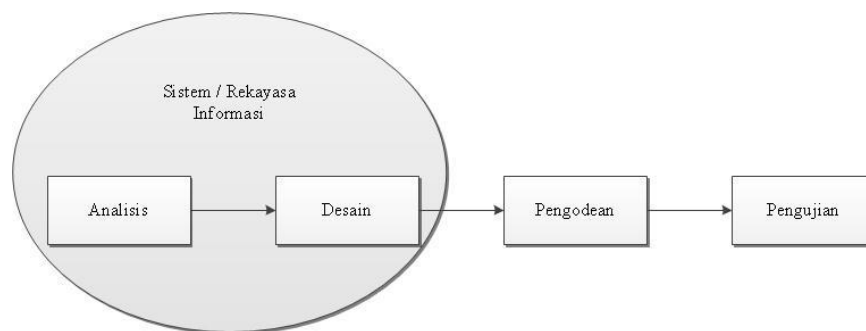 Sistem / Rekayasa
Informasi
Analisis
Desain
Pengodean
Pengujian